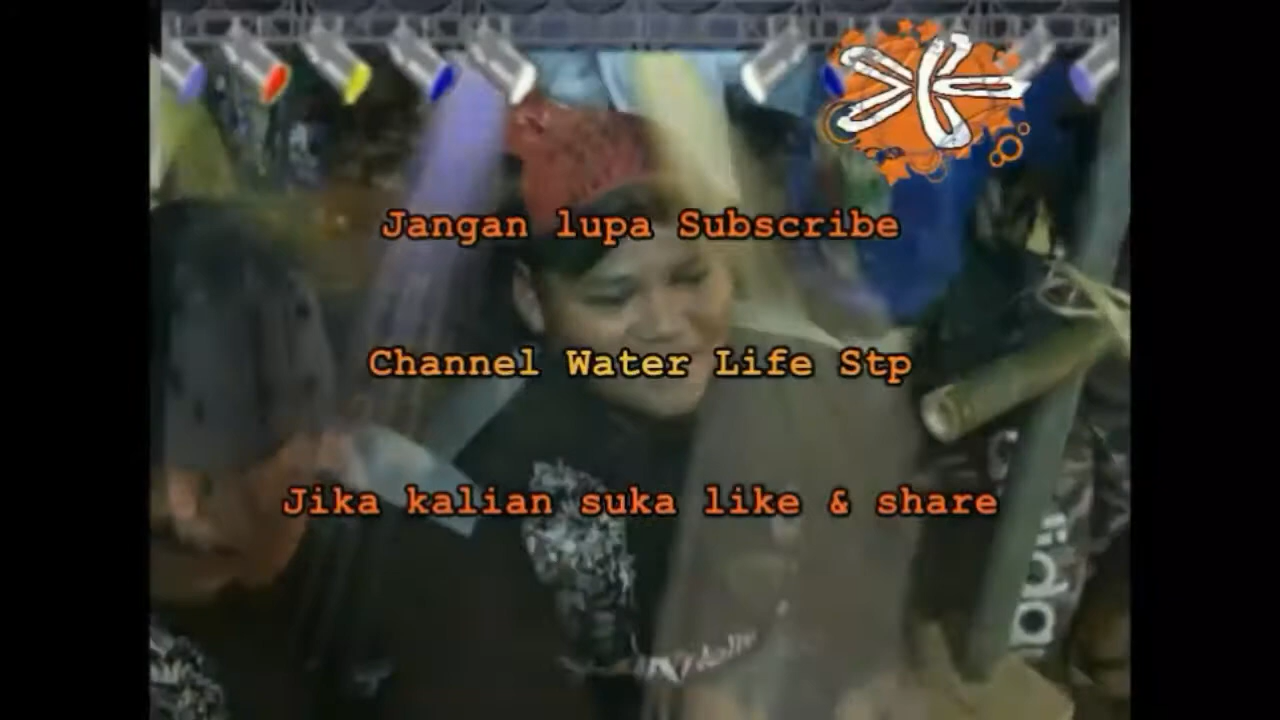 Jangan lupa Subscribe
Channel Water Life Stp
Jika kalian suka like & share